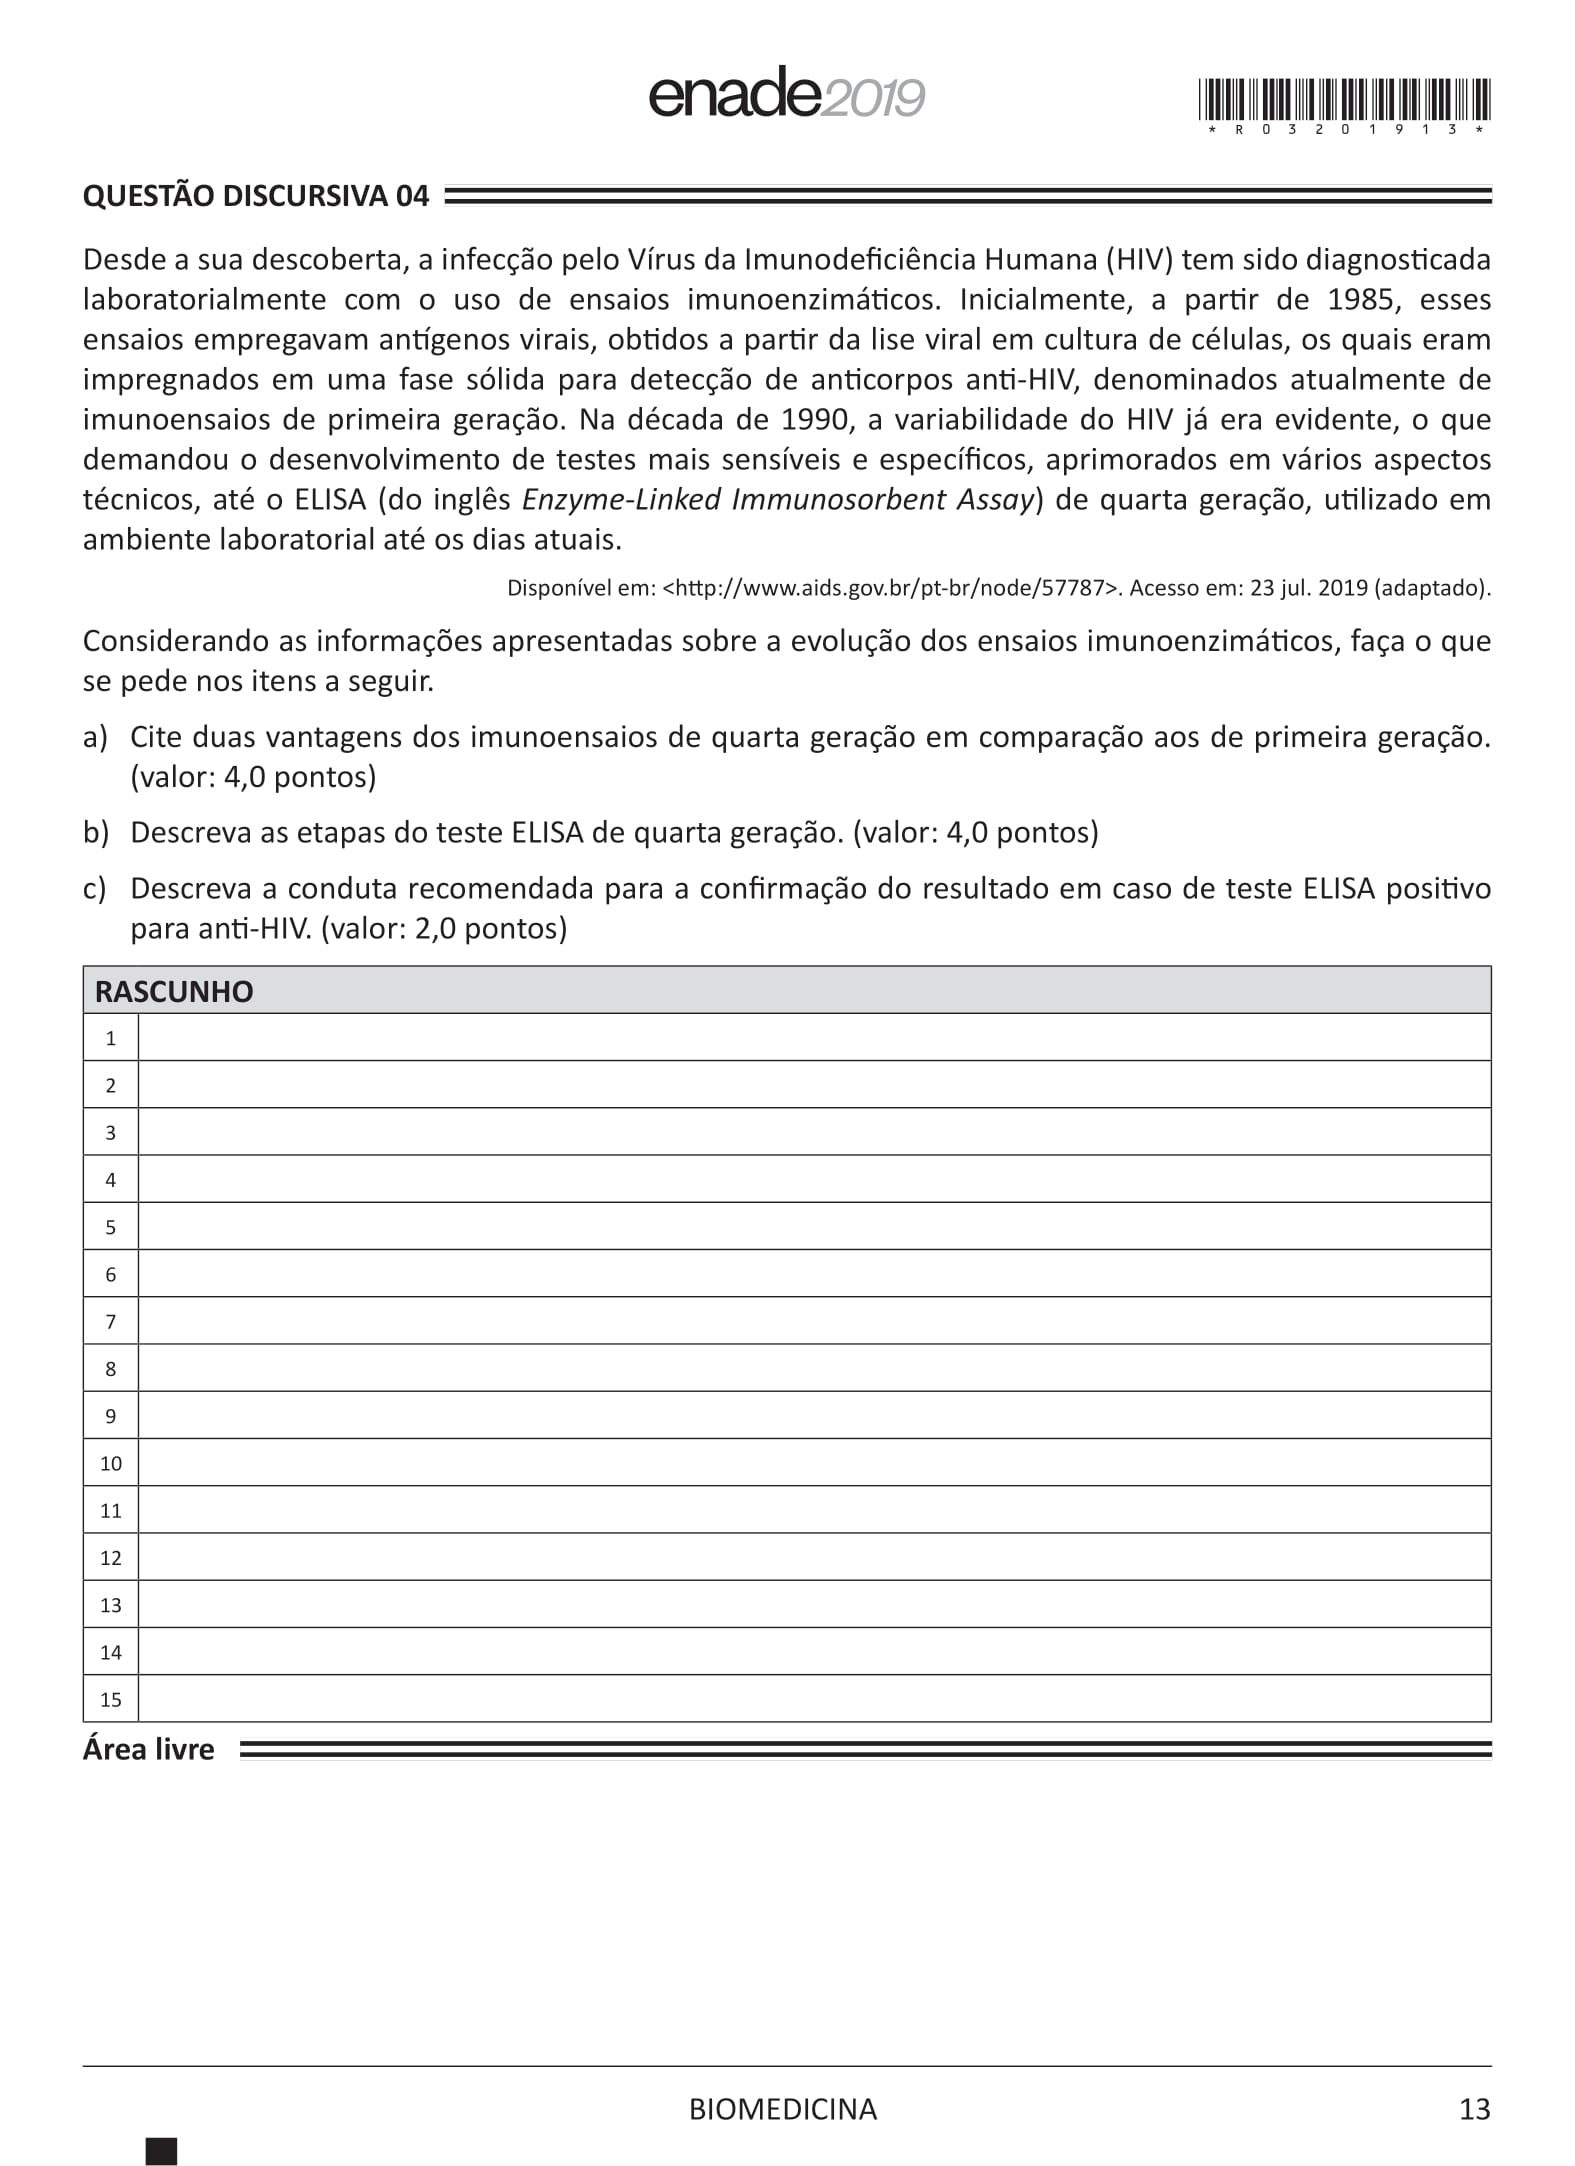 enade2019
*R03201913*
QUESTÃO DISCURSIVA 04
Desde a sua descoberta, a infecção pelo Vírus da Imunodeficiência Humana (HIV) tem sido diagnosticada
laboratorialmente com o uso de ensaios imunoenzimáticos. Inicialmente, a partir de 1985, esses
ensaios empregavam antígenos virais, obtidos a partir da lise viral em cultura de células, os quais eram
impregnados em uma fase sólida para detecção de anticorpos anti-HIV, denominados atualmente de
imunoensaios de primeira geração. Na década de 1990, a variabilidade do HIV já era evidente, o que
demandou o desenvolvimento de testes mais sensíveis e específicos, aprimorados em vários aspectos
técnicos, até o ELISA (do inglês Enzyme-Linked Immunosorbent Assay) de quarta geração, utilizado em
ambiente laboratorial até os dias atuais.
Disponível em: <http://www.aids.gov.br/pt-br/node/57787>. Acesso em: 23 jul. 2019 (adaptado).
Considerando as informações apresentadas sobre a evolução dos ensaios imunoenzimáticos, faça o que
se pede nos itens a seguir.
a) Cite duas vantagens dos imunoensaios de quarta geração em comparação aos de primeira geração.
(valor: 4,0 pontos)
b) Descreva as etapas do teste ELISA de quarta geração. (valor: 4,0 pontos)
c) Descreva a conduta recomendada para a confirmação do resultado em caso de teste ELISA positivo
para anti-HIV. (valor: 2,0 pontos)
RASCUNHO
1
2
3
4
5
6
7
8
9
10
11
12
13
14
15
Área livre
BIOMEDICINA 13